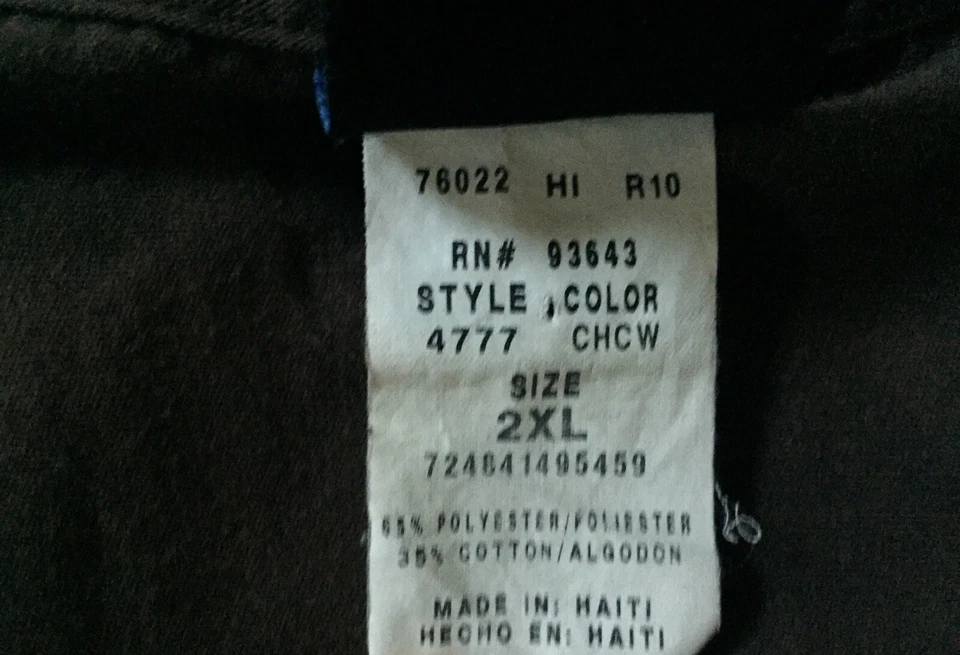 76022 HI R10
RN# 93643
STYLE COLOR
4777 CHCW
SIZE
2XL
724841495459
65% POLYESTER/POLIESTER
35% COTTON/ALGODON
MADE IN: HAITI
HECHO EN: HAITI